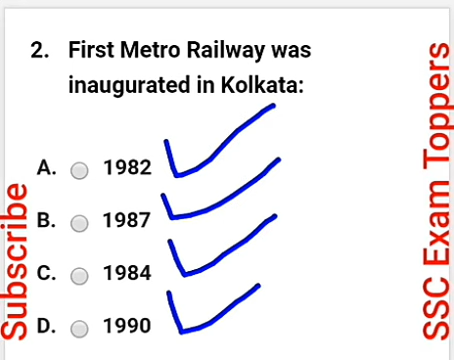 2. First Metro Railway was
inaugurated in Kolkata:
A. 1982
B. 1987
C. 1984
D. 1990
Subscribe
SSC Exam Toppers